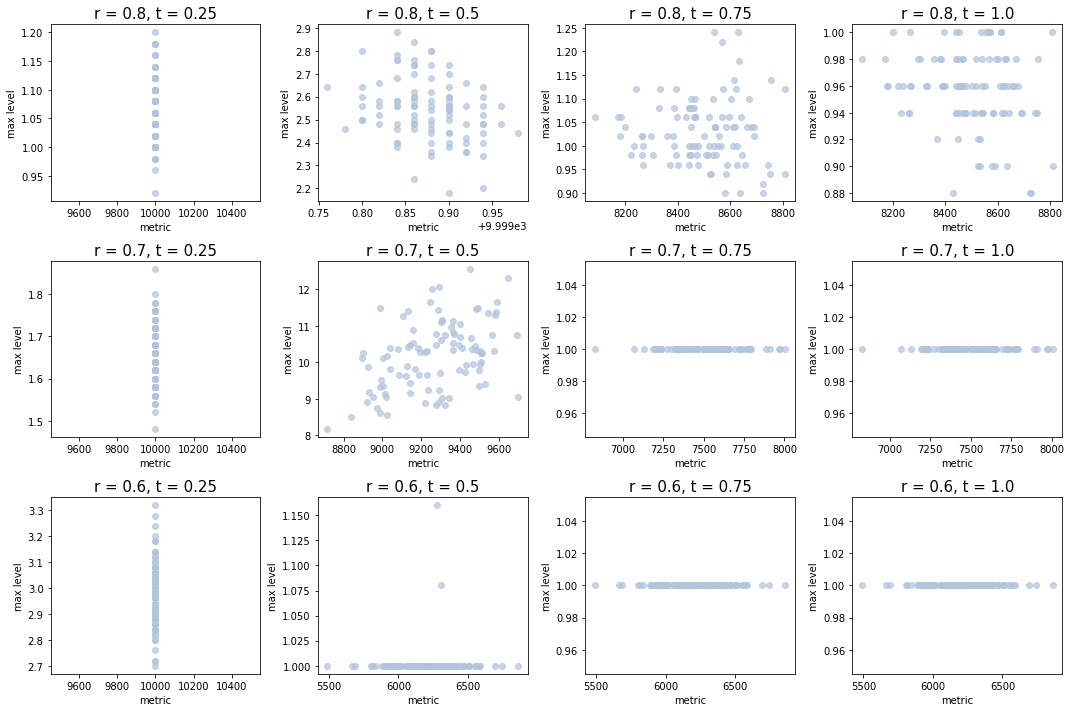 r = 0.8, t = 0.25
r = 0.8, t = 0.5
r = 0.8, t = 0.75
r = 0.8, t = 1.0
max level
1.20
1.15
1.10
1.05
1.00
0.95
9600 9800 10000 10200 10400
metric
max level
2.9
2.8
2.7
2.6
2.5
2.4
2.3
2.2
0.75 0.80 0.85 0.90 0.95
+9.999e3
metric
max level
1.25
1.20
1.15
1.10
1.05
1.00
0.95
0.90
8200 8400 8600 8800
metric
max level
1.00
0.98
0.96
0.94
0.92
0.90
0.88
8200 8400 8600 8800
metric
r = 0.7, t = 0.25
r = 0.7, t = 0.5
r = 0.7, t = 0.75
r = 0.7, t = 1.0
max level
1.8
1.7
1.6
1.5
9600 9800 10000 10200 10400
metric
max level
12
11
10
9
8
8800 9000 9200 9400 9600
metric
max level
1.04
1.02
1.00
0.98
0.96
7000 7250 7500 7750 8000
metric
max level
1.04
1.02
1.00
0.98
0.96
7000 7250 7500 7750 8000
metric
r = 0.6, t = 0.25
r = 0.6, t = 0.5
r = 0.6, t = 0.75
r = 0.6, t = 1.0
max level
3.3
3.2
3.1
3.0
2.9
2.8
2.7
9600 9800 10000 10200 10400
metric
max level
1.150
1.125
1.100
1.075
1.050
1.025
1.000
5500 6000 6500
metric
max level
1.04
1.02
1.00
0.98
0.96
5500 6000 6500
metric
max level
1.04
1.02
1.00
0.98
0.96
5500 6000 6500
metric